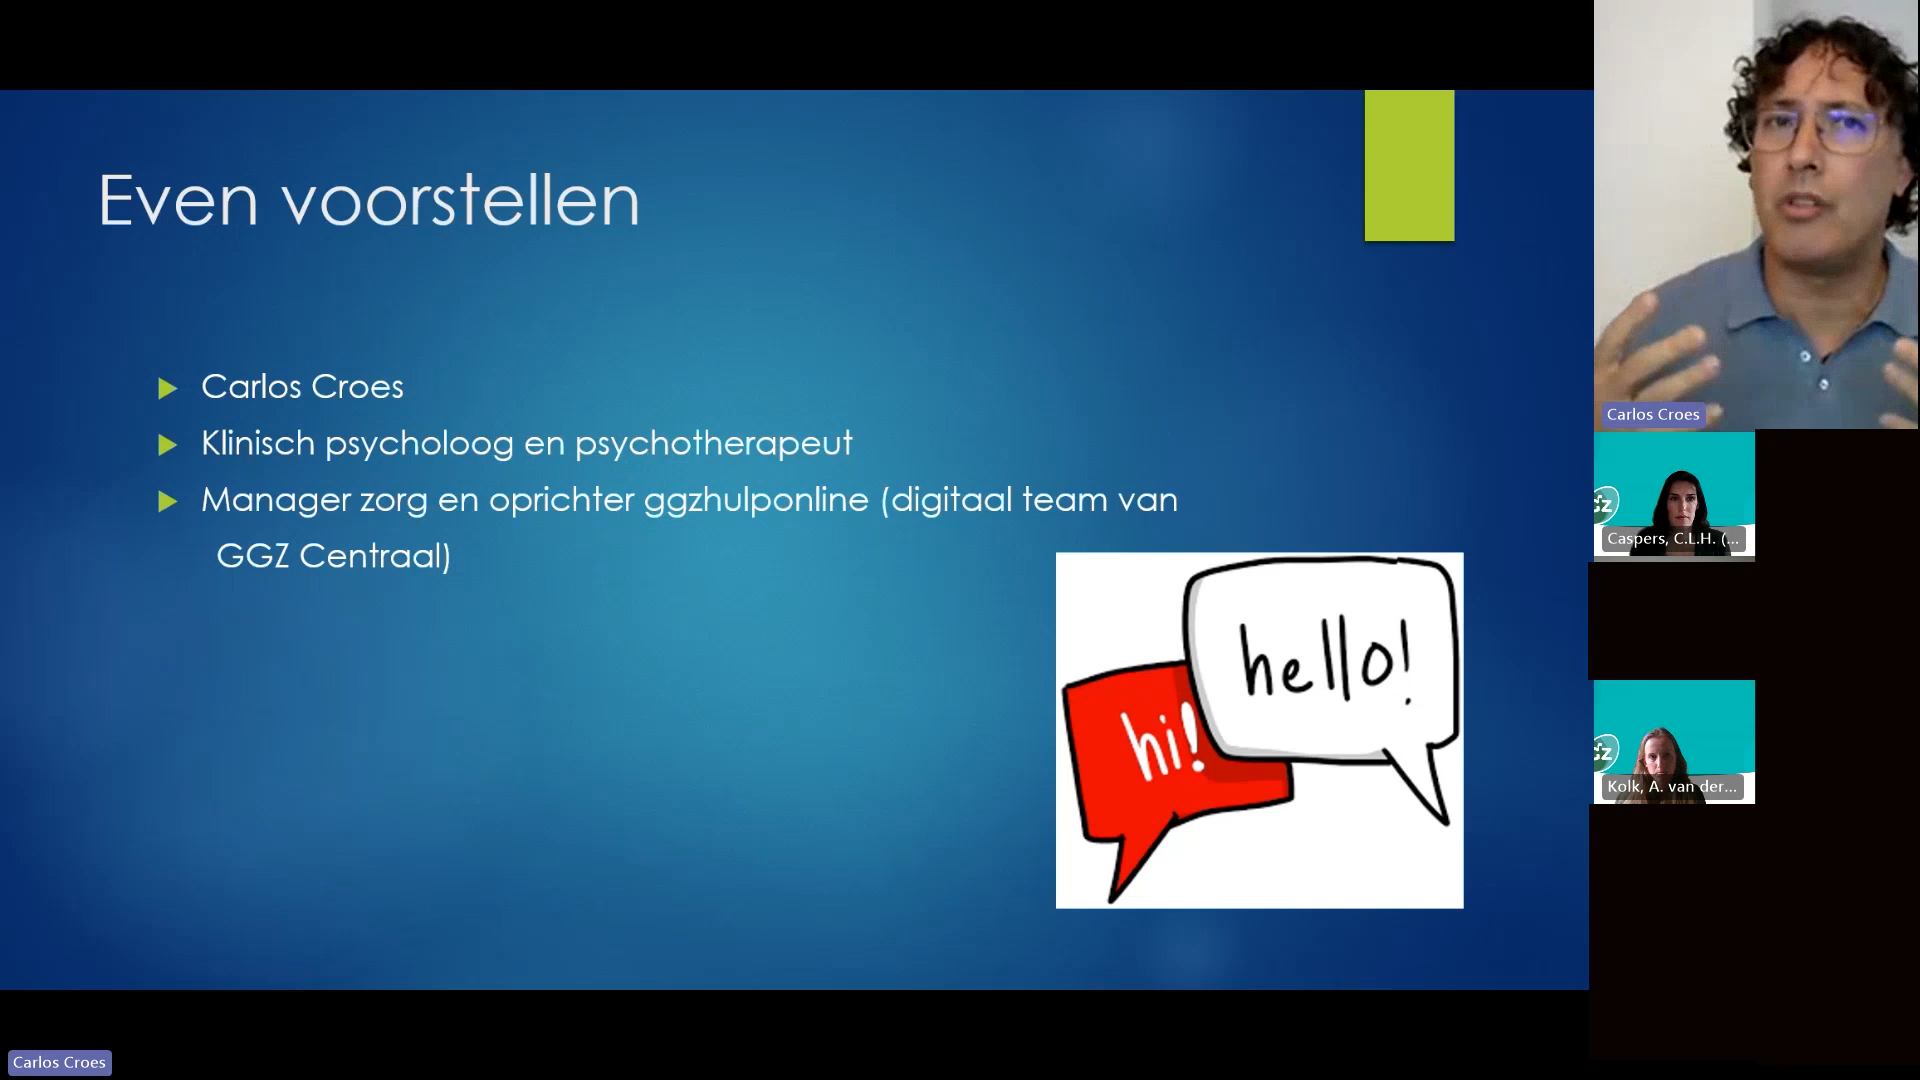 Even voorstellen
Carlos Croes
Klinisch psycholoog en psychotherapeut
Manager zorg en oprichter ggzhulponline (digitaal team van
GGZ Centraal)
hi!
hello!
Carlos Croes
Caspers, C.L.H. (...
Kolk, A. van der...
Carlos Croes